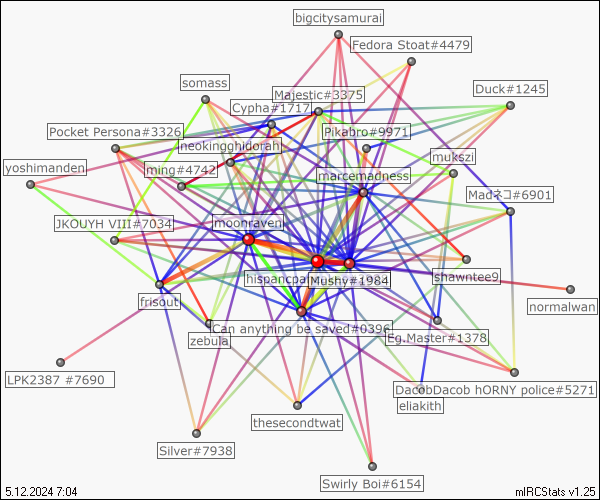 bigcitysamurai
Fedora Stoat#4479
somass
Majestic#3375
Duck#1245
Cypha#1717
Pocket Persona#3326
Pikabro#9971
neokingghidorah
mukszi
yoshimanden
ming#4742
marcemadness
Madネコ#6901
JKOUYH VIII#7034
moonraven
hispancpa
Mushy#1984
shawntee9
frisout
normalwan
Can anything be saved#0396
zebula
Eg.Master#1378
LPK2387 #7690
DacobDacob hORNY police#5271
eliakith
thesecondtwat
Silver#7938
Swirly Boi#6154
5.12.2024 7:04
mIRCStats v1.25